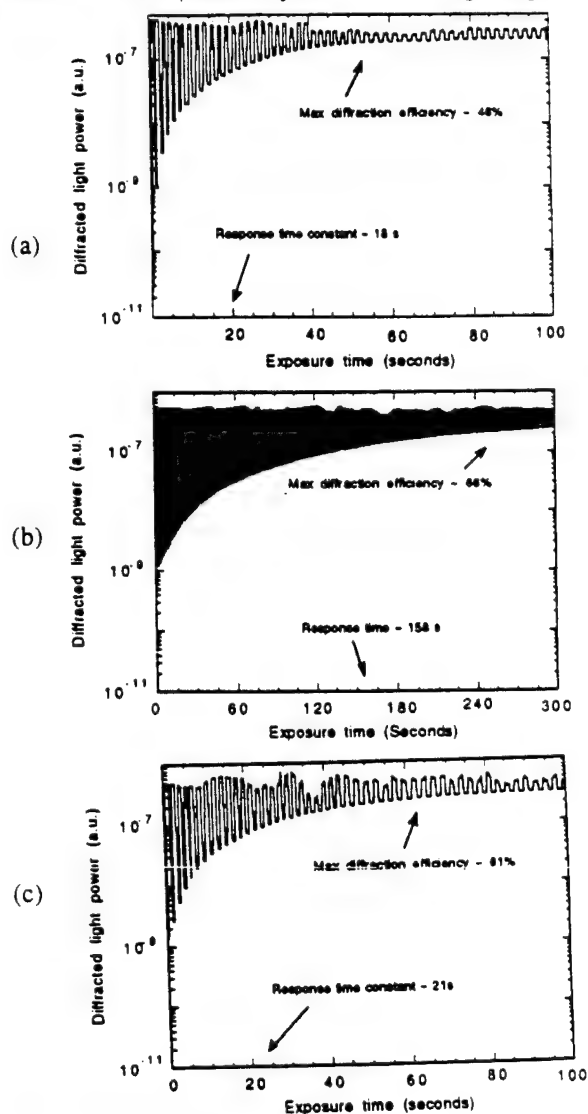 (a)
Diffracted light power (a.u.)
10⁻⁷
10⁻⁹
10⁻¹¹
Max diffraction efficiency - 46%
Response time constant - 18 s
20 40 60 80 100
Exposure time (seconds)
(b)
Diffracted light power (a.u.)
10⁻⁷
10⁻⁹
10⁻¹¹
Max diffraction efficiency -
Response time - 158 s
0 60 120 180 240 300
Exposure time (Seconds)
(c)
Diffracted light power (a.u.)
10⁻⁷
10⁻⁹
10⁻¹¹
Max diffraction efficiency -
Response time constant - 21s
0 20 40 60 80 100
Exposure time (seconds)